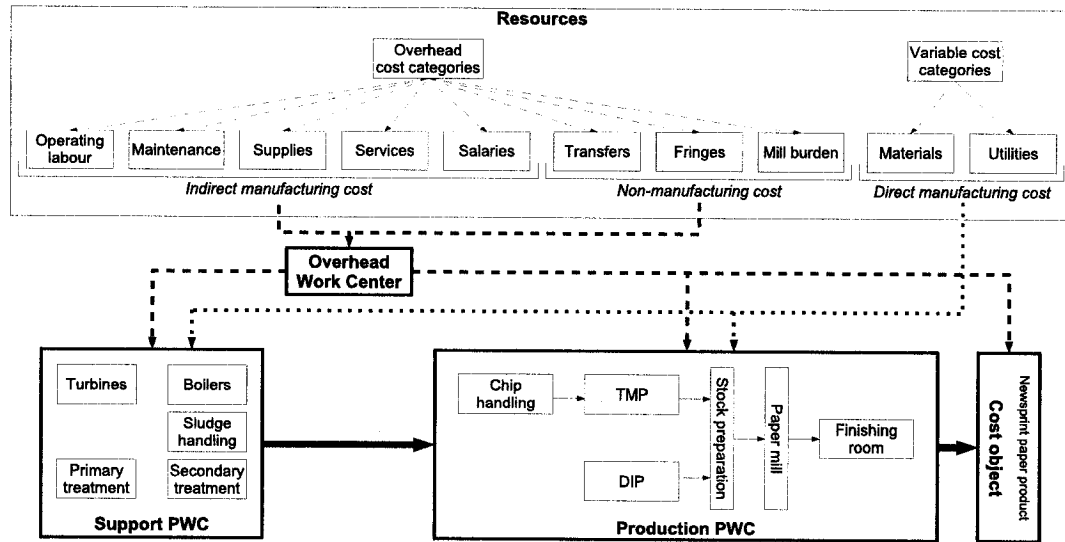 Resources
Overhead
cost categories
Variable cost
categories
Operating
labour
Maintenance
Supplies
Services
Salaries
Transfers
Fringes
Mill burden
Materials
Utilities
Indirect manufacturing cost
Non-manufacturing cost
Direct manufacturing cost
Overhead
Work Center
Turbines
Boilers
Sludge
handling
Primary
treatment
Secondary
treatment
Support PWC
Chip
handling
TMP
DIP
Stock preparation
Paper mill
Finishing
room
Production PWC
Newsprint paper product
Cost object